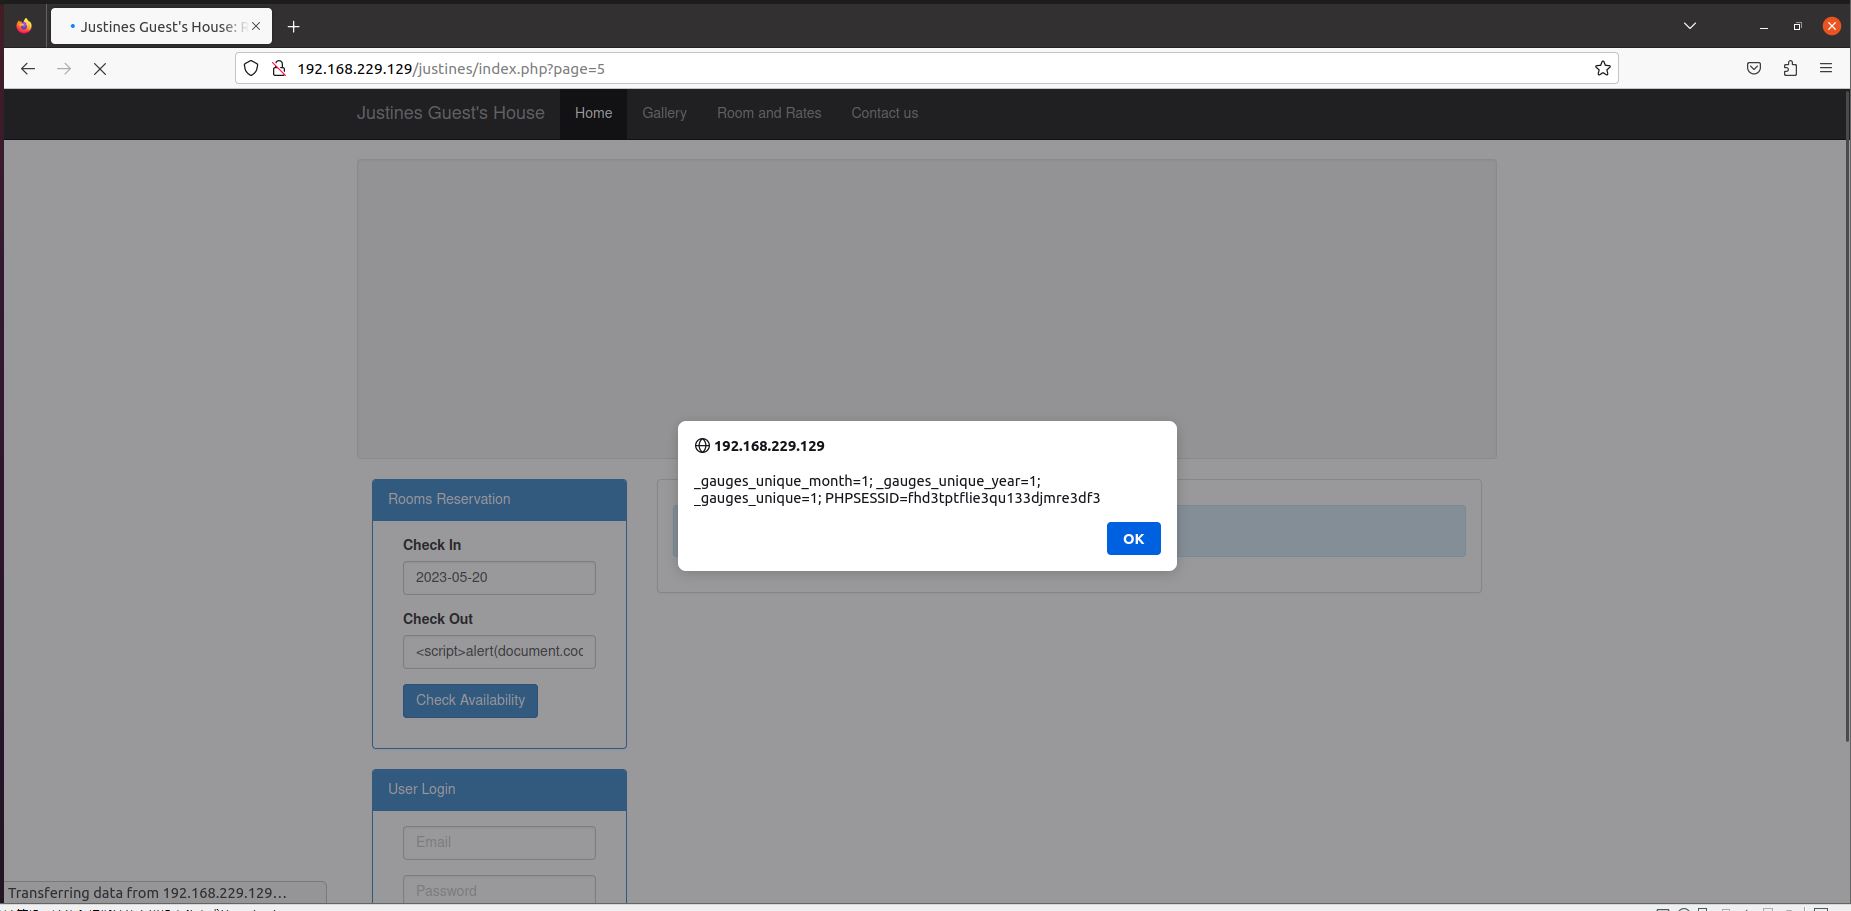 Justines Guest's House: R
192.168.229.129/justines/index.php?page=5
Justines Guest's House Home Gallery Room and Rates Contact us
192.168.229.129
_gauges_unique_month=1; _gauges_unique_year=1;
_gauges_unique=1; PHPSESSID=fhd3tptflie3qu133djmre3df3
OK
Rooms Reservation
Check In
2023-05-20
Check Out
<script>alert(document.coc
Check Availability
User Login
Email
Password
Transferring data from 192.168.229.129...